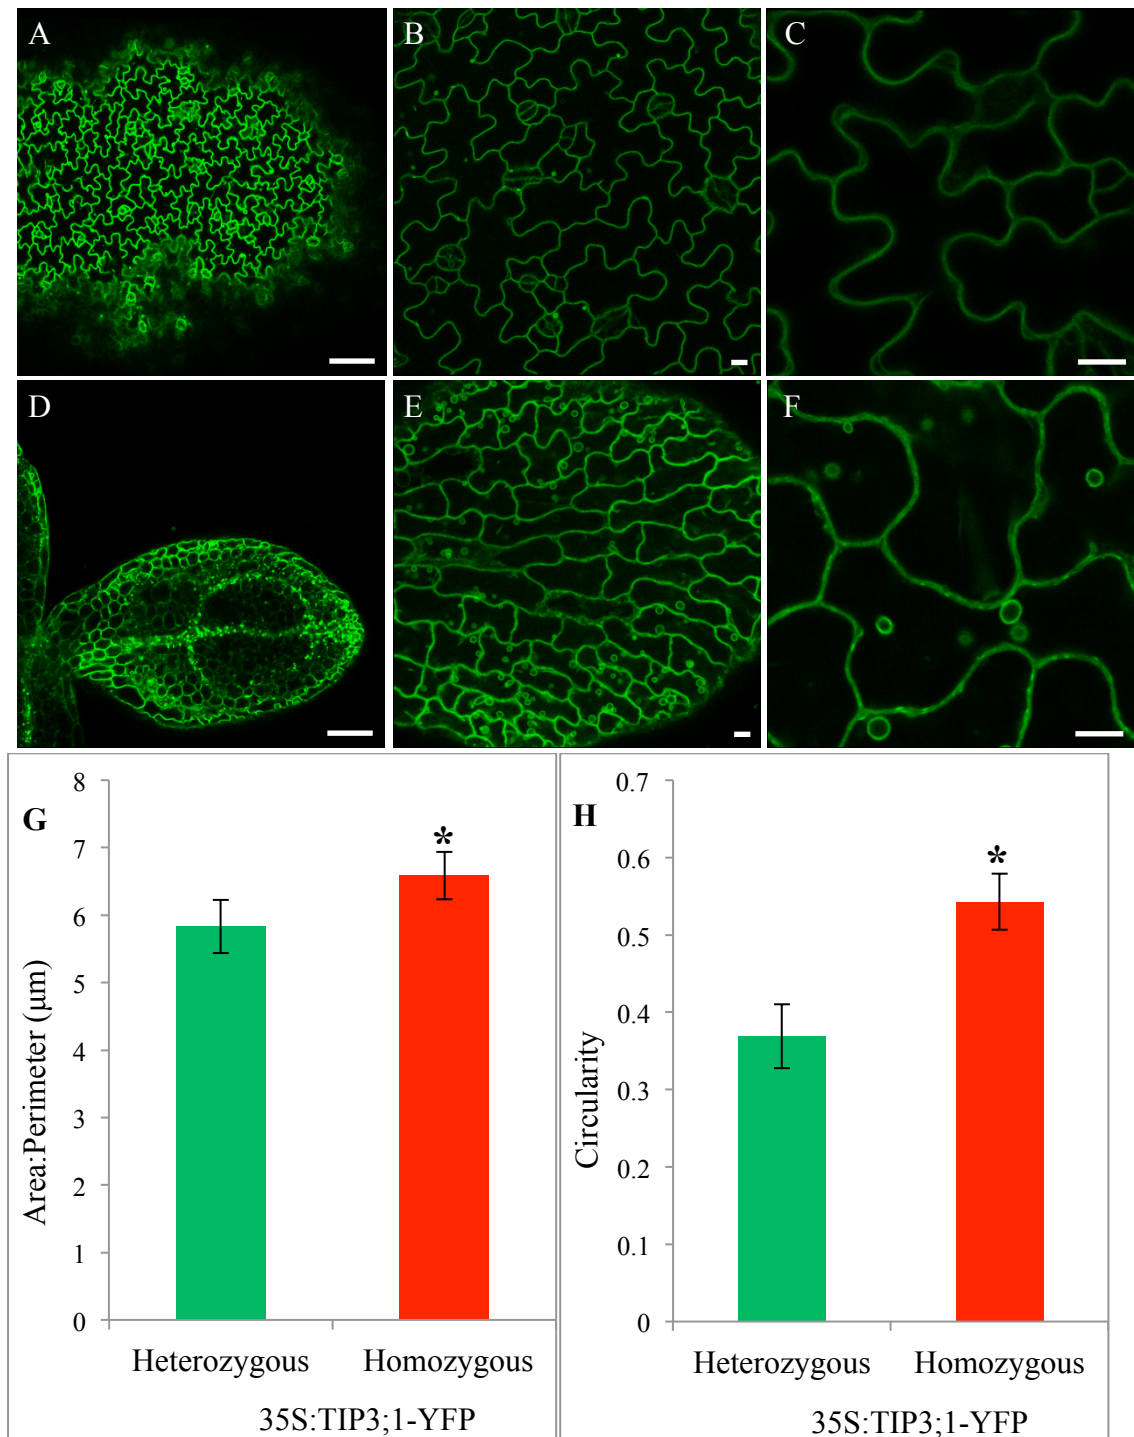 A
B
C
D
E
F
G
8
7
6
5
4
3
2
1
0
Area:Perimeter (µm)
*
Heterozygous
Homozygous
35S:TIP3;1-YFP
H
0.7
0.6
0.5
0.4
0.3
0.2
0.1
0
Circularity
*
Heterozygous
Homozygous
35S:TIP3;1-YFP